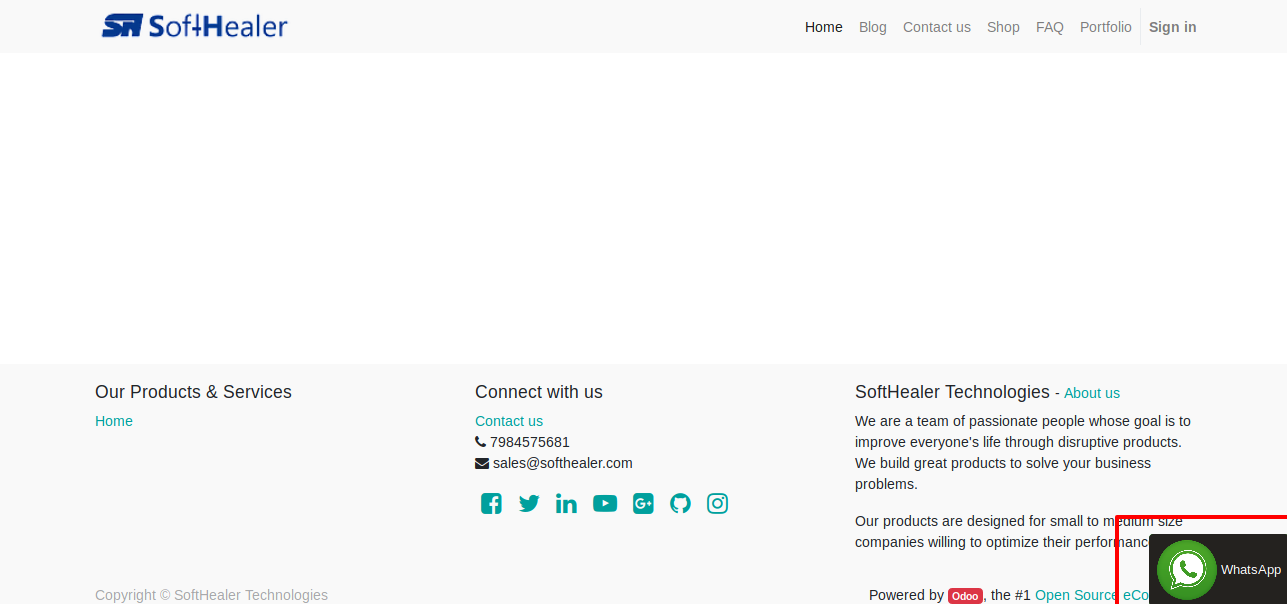 SoftHealer
Home Blog Contact us Shop FAQ Portfolio Sign in
Our Products & Services
Home
Connect with us
Contact us
7984575681
sales@softhealer.com
SoftHealer Technologies - About us
We are a team of passionate people whose goal is to
improve everyone's life through disruptive products.
We build great products to solve your business
problems.
Our products are designed for small to medium size
companies willing to optimize their performance
WhatsApp
Copyright © SoftHealer Technologies
Powered by Odoo, the #1 Open Source eCo